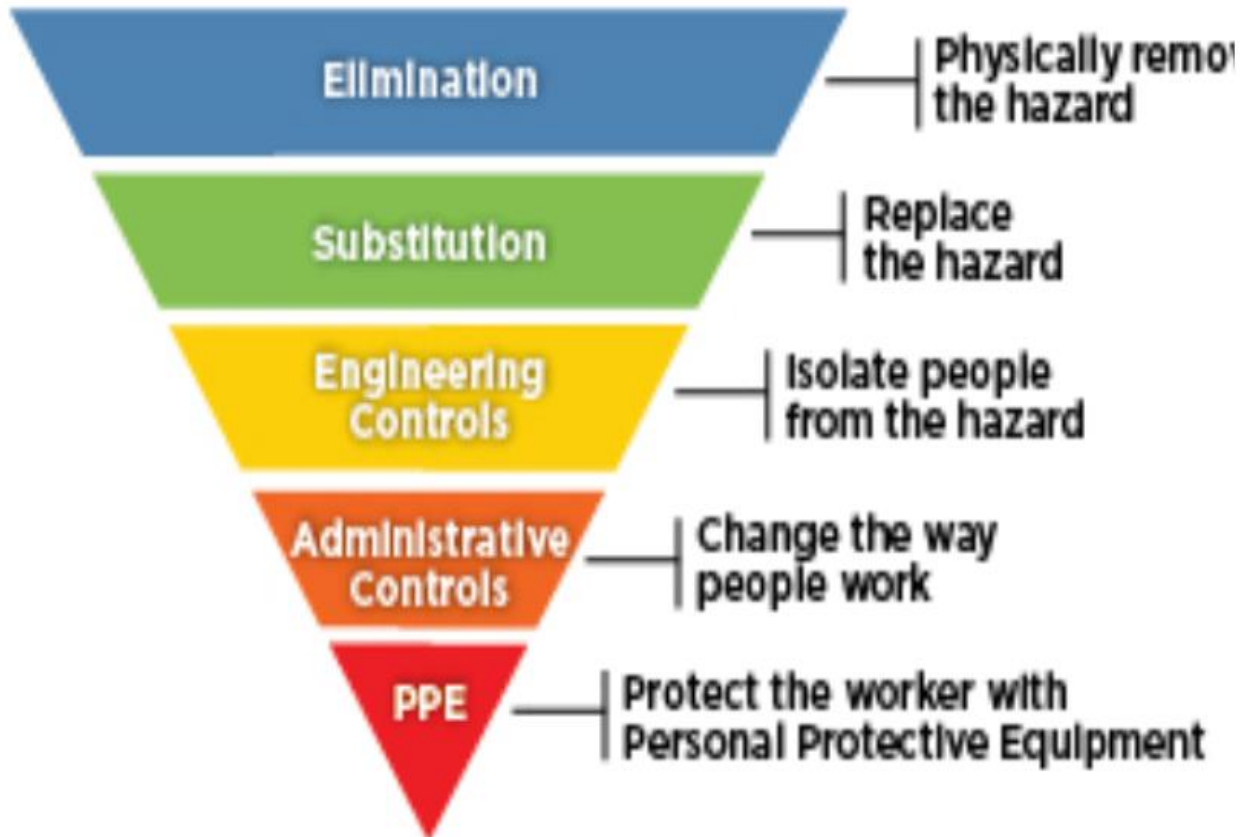 Elimination
Physically remo
the hazard
Substitution
Replace
the hazard
Engineering
Controls
Isolate people
from the hazard
Administrative
Controls
Change the way
people work
PPE
Protect the worker with
Personal Protective Equipment